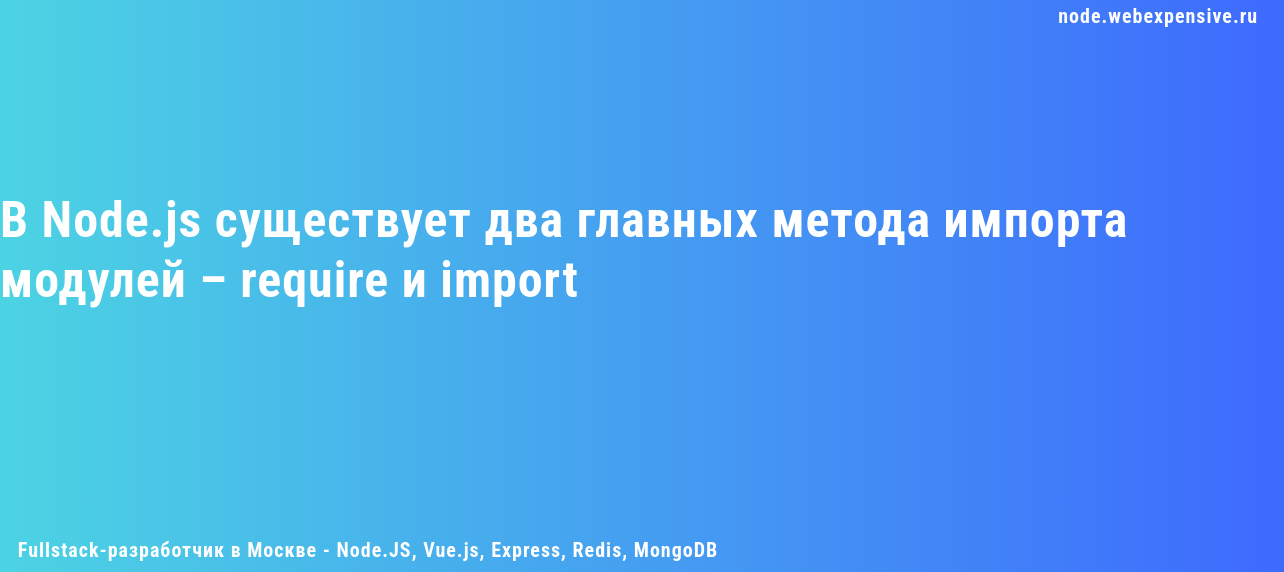 node.webexpensive.ru
В Node.js существует два главных метода импорта
модулей – require и import
Fullstack-разработчик в Москве - Node.JS, Vue.js, Express, Redis, MongoDB